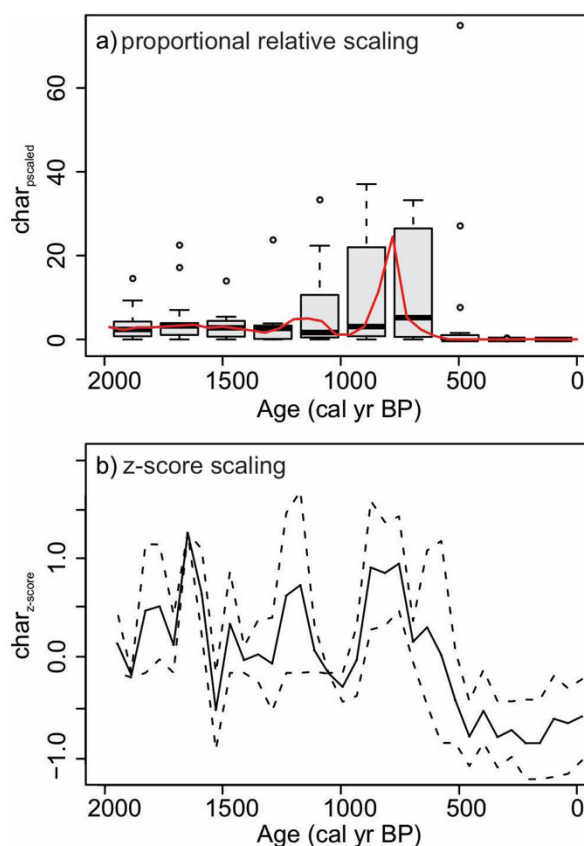 a) proportional relative scaling
60
40
20
0
char pscaled
2000 1500 1000 500 0
Age (cal yr BP)
b) z-score scaling
1.0
0.0
−1.0
char z-score
2000 1500 1000 500 0
Age (cal yr BP)